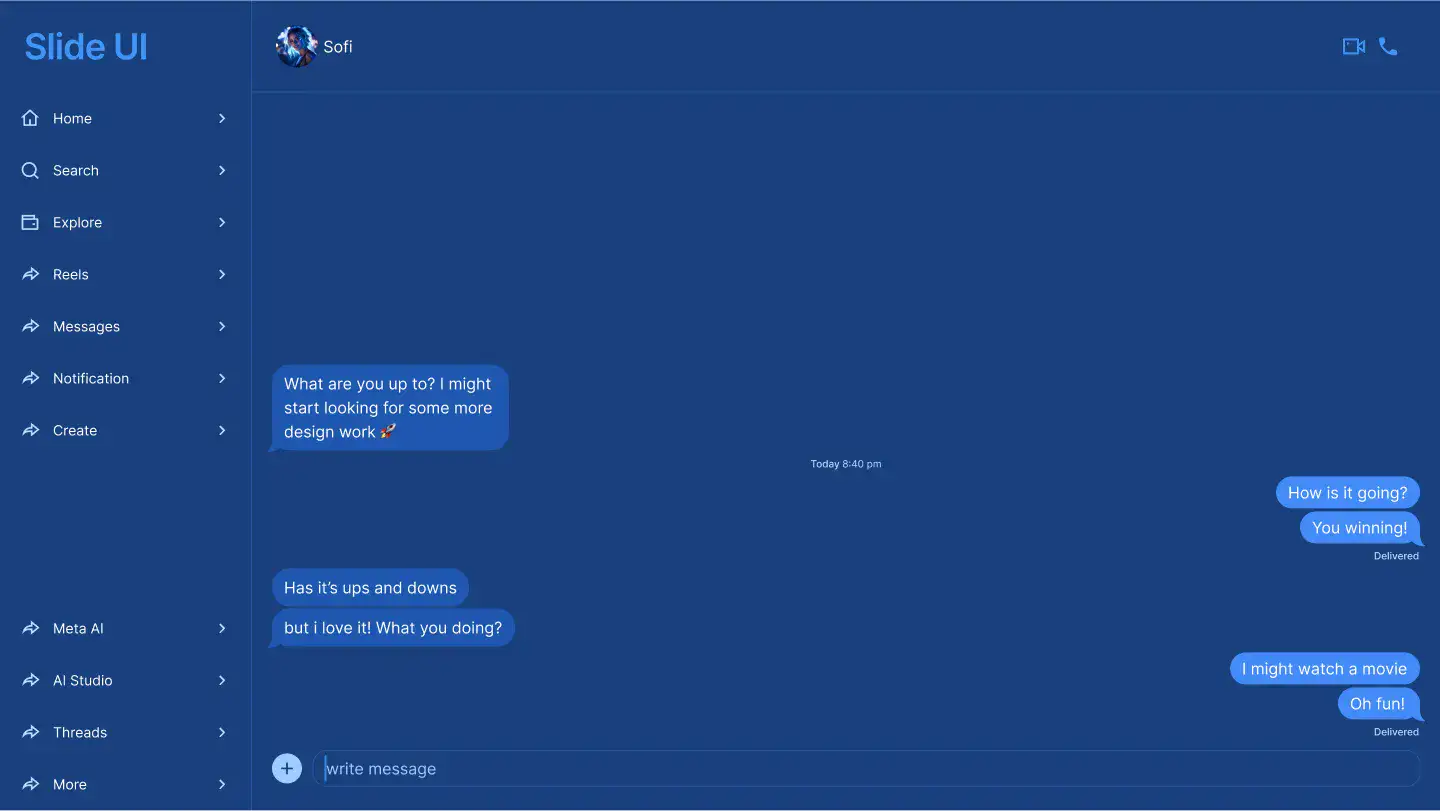 Slide UI
Home
Search
Explore
Reels
Messages
Notification
Create
Meta AI
AI Studio
Threads
More
Sofi
What are you up to? I might
start looking for some more
design work 🚀
Today 8:40 pm
How is it going?
You winning!
Delivered
Has it’s ups and downs
but i love it! What you doing?
I might watch a movie
Oh fun!
Delivered
write message